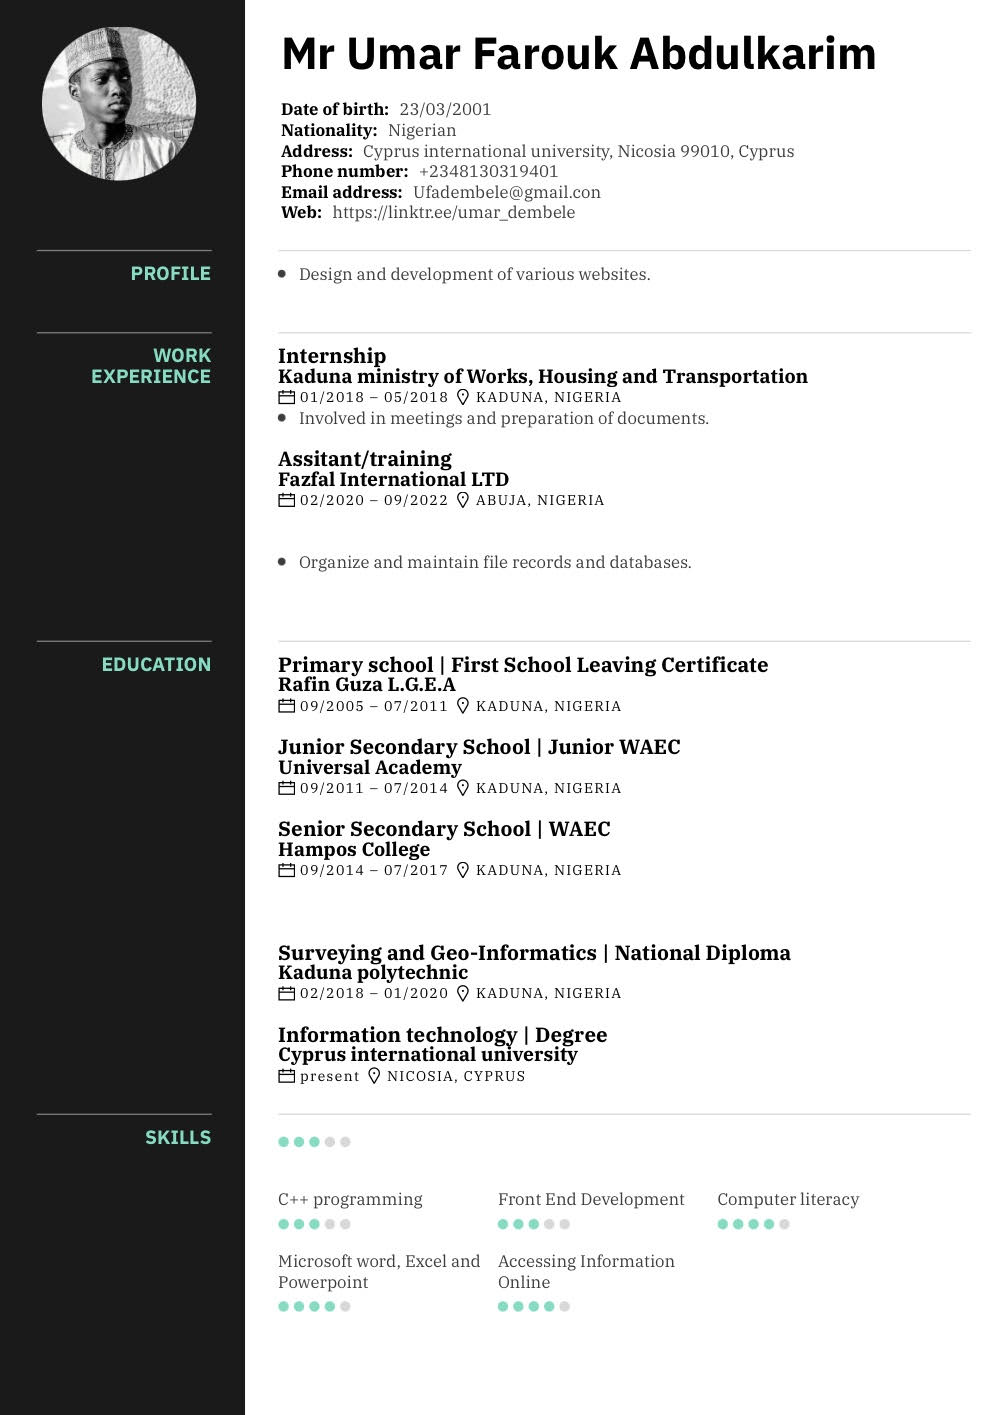 Mr Umar Farouk Abdulkarim
Date of birth: 23/03/2001
Nationality: Nigerian
Address: Cyprus international university, Nicosia 99010, Cyprus
Phone number: +2348130319401
Email address: Ufadembele@gmail.con
Web: https://linktr.ee/umar_dembele
PROFILE
• Design and development of various websites.
WORK
EXPERIENCE
Internship
Kaduna ministry of Works, Housing and Transportation
01/2018 – 05/2018 KADUNA, NIGERIA
• Involved in meetings and preparation of documents.
Assitant/training
Fazfal International LTD
02/2020 – 09/2022 ABUJA, NIGERIA
• Organize and maintain file records and databases.
EDUCATION
Primary school | First School Leaving Certificate
Rafin Guza L.G.E.A
09/2005 – 07/2011 KADUNA, NIGERIA
Junior Secondary School | Junior WAEC
Universal Academy
09/2011 – 07/2014 KADUNA, NIGERIA
Senior Secondary School | WAEC
Hampos College
09/2014 – 07/2017 KADUNA, NIGERIA
Surveying and Geo-Informatics | National Diploma
Kaduna polytechnic
02/2018 – 01/2020 KADUNA, NIGERIA
Information technology | Degree
Cyprus international university
present NICOSIA, CYPRUS
SKILLS
C++ programming Front End Development Computer literacy
Microsoft word, Excel and
Powerpoint
Accessing Information
Online